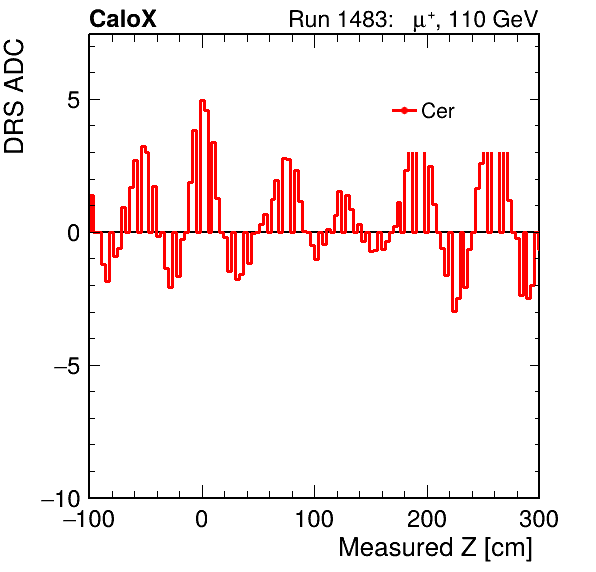 CaloX Run 1483: μ⁺, 110 GeV
DRS ADC
Cer
5
0
−5
−10
−100 0 100 200 300
Measured Z [cm]